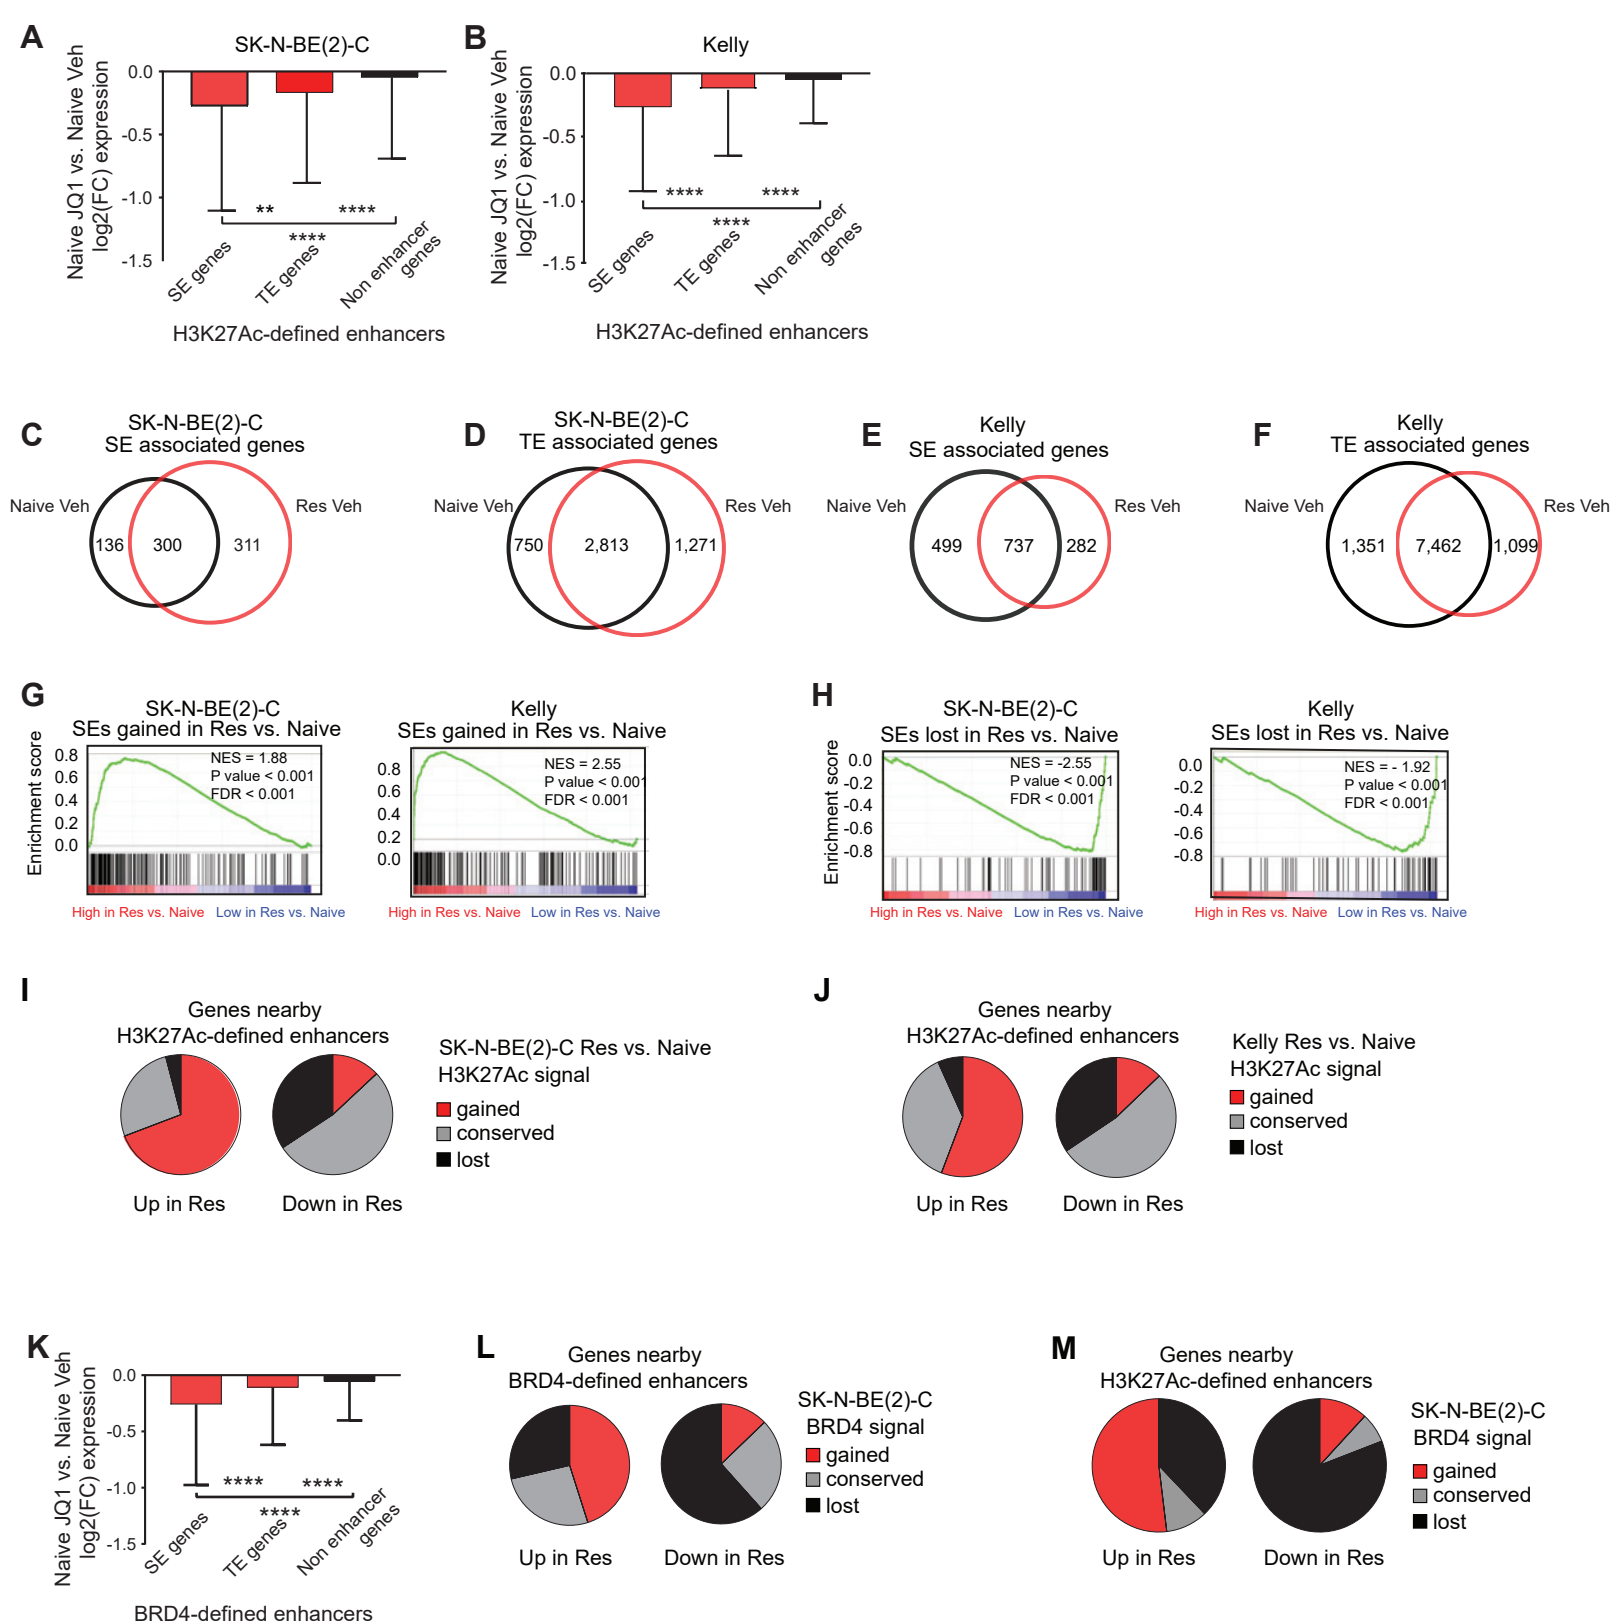 A
SK-N-BE(2)-C
Naive JQ1 vs. Naive Veh
log2(FC) expression
0.0
-0.5
-1.0
-1.5
**
****
****
SE genes
TE genes
Non enhancer
genes
H3K27Ac-defined enhancers
B
Kelly
Naive JQ1 vs. Naive Veh
log2(FC) expression
0.0
-0.5
-1.0
-1.5
****
****
****
SE genes
TE genes
Non enhancer
genes
H3K27Ac-defined enhancers
C
SK-N-BE(2)-C
SE associated genes
Naive Veh
Res Veh
136
300
311
D
SK-N-BE(2)-C
TE associated genes
Naive Veh
Res Veh
750
2,813
1,271
E
Kelly
SE associated genes
Naive Veh
Res Veh
499
737
282
F
Kelly
TE associated genes
Naive Veh
Res Veh
1,351
7,462
1,099
G
SK-N-BE(2)-C
SEs gained in Res vs. Naive
Enrichment score
0.8
0.6
0.4
0.2
0.0
NES = 1.88
P value < 0.001
FDR < 0.001
High in Res vs. Naive
Low in Res vs. Naive
Kelly
SEs gained in Res vs. Naive
0.8
0.6
0.4
0.2
0.0
NES = 2.55
P value < 0.001
FDR < 0.001
High in Res vs. Naive
Low in Res vs. Naive
H
SK-N-BE(2)-C
SEs lost in Res vs. Naive
Enrichment score
0.0
-0.2
-0.4
-0.6
-0.8
NES = -2.55
P value < 0.001
FDR < 0.001
High in Res vs. Naive
Low in Res vs. Naive
Kelly
SEs lost in Res vs. Naive
0.0
-0.2
-0.4
-0.6
-0.8
NES = - 1.92
P value < 0.001
FDR < 0.001
High in Res vs. Naive
Low in Res vs. Naive
I
Genes nearby
H3K27Ac-defined enhancers
Up in Res
Down in Res
SK-N-BE(2)-C Res vs. Naive
H3K27Ac signal
gained
conserved
lost
J
Genes nearby
H3K27Ac-defined enhancers
Up in Res
Down in Res
Kelly Res vs. Naive
H3K27Ac signal
gained
conserved
lost
K
Naive JQ1 vs. Naive Veh
log2(FC) expression
0.0
-0.5
-1.0
-1.5
****
****
****
SE genes
TE genes
Non enhancer
genes
BRD4-defined enhancers
L
Genes nearby
BRD4-defined enhancers
Up in Res
Down in Res
SK-N-BE(2)-C
BRD4 signal
gained
conserved
lost
M
Genes nearby
H3K27Ac-defined enhancers
Up in Res
Down in Res
SK-N-BE(2)-C
BRD4 signal
gained
conserved
lost